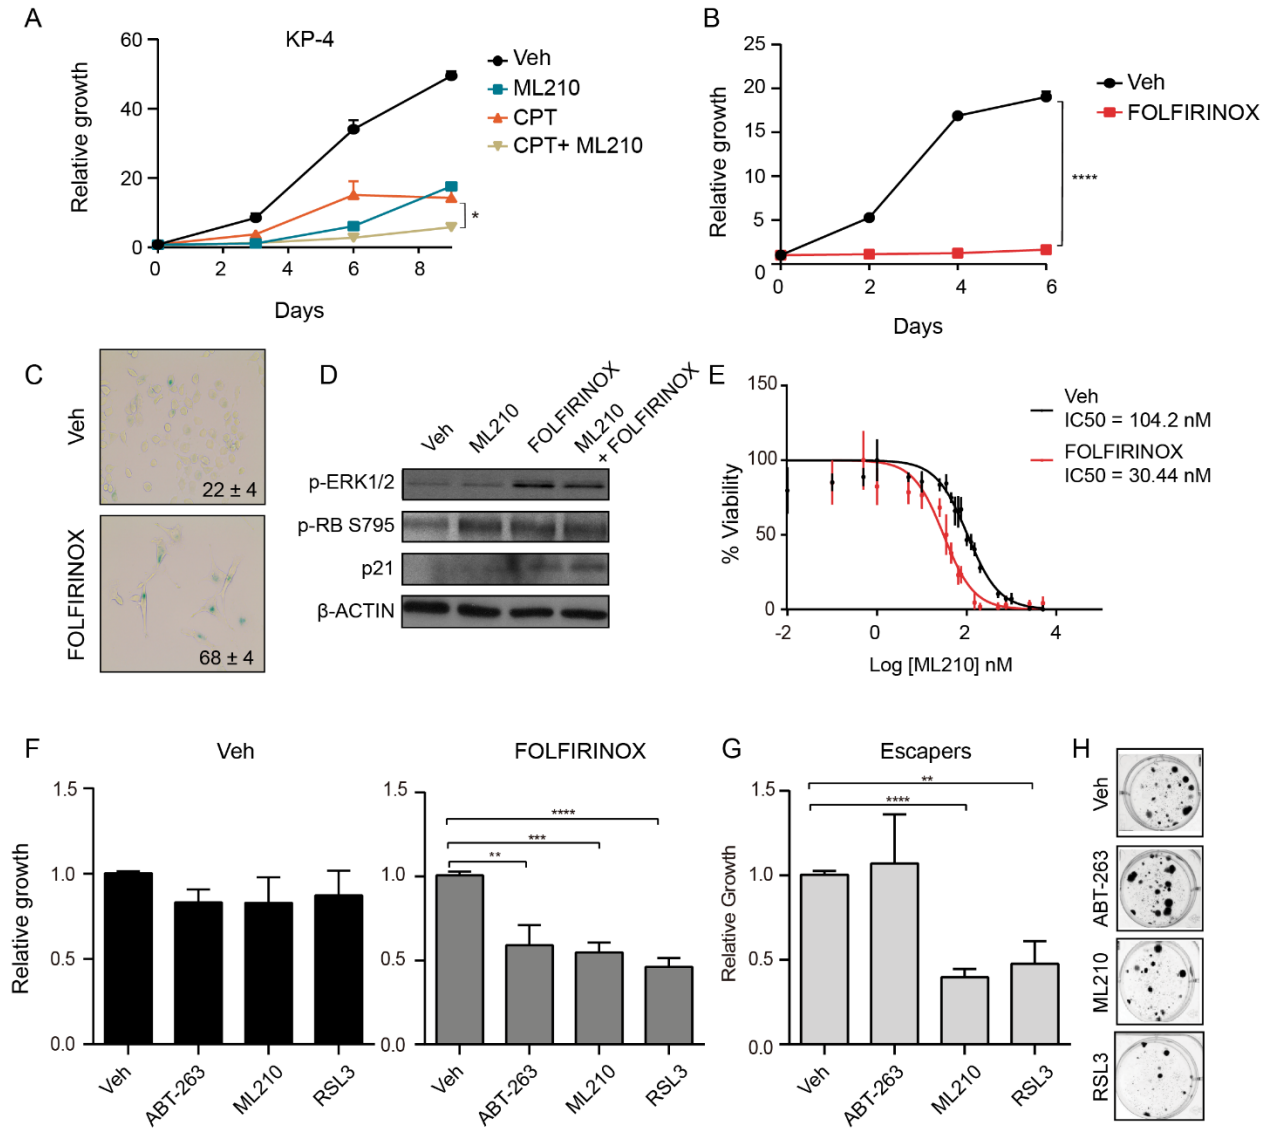 A
KP-4
60
40
20
0
0
2
4
6
8
Relative growth
Days
Veh
ML210
CPT
CPT+ ML210
*
B
25
20
15
10
5
0
0
2
4
6
Relative growth
Days
Veh
FOLFIRINOX
****
C
Veh
22 ± 4
FOLFIRINOX
68 ± 4
D
Veh
ML210
FOLFIRINOX
ML210
+ FOLFIRINOX
p-ERK1/2
p-RB S795
p21
β-ACTIN
E
150
100
50
0
-2
0
2
4
% Viability
Log [ML210] nM
Veh
IC50 = 104.2 nM
FOLFIRINOX
IC50 = 30.44 nM
F
Veh
1.5
1.0
0.5
0.0
Relative Growth
Veh
ABT-263
ML210
RSL3
FOLFIRINOX
1.5
1.0
0.5
0.0
****
***
**
Veh
ABT-263
ML210
RSL3
G
Escapers
1.5
1.0
0.5
0.0
Relative Growth
**
****
Veh
ABT-263
ML210
RSL3
H
Veh
ABT-263
ML210
RSL3